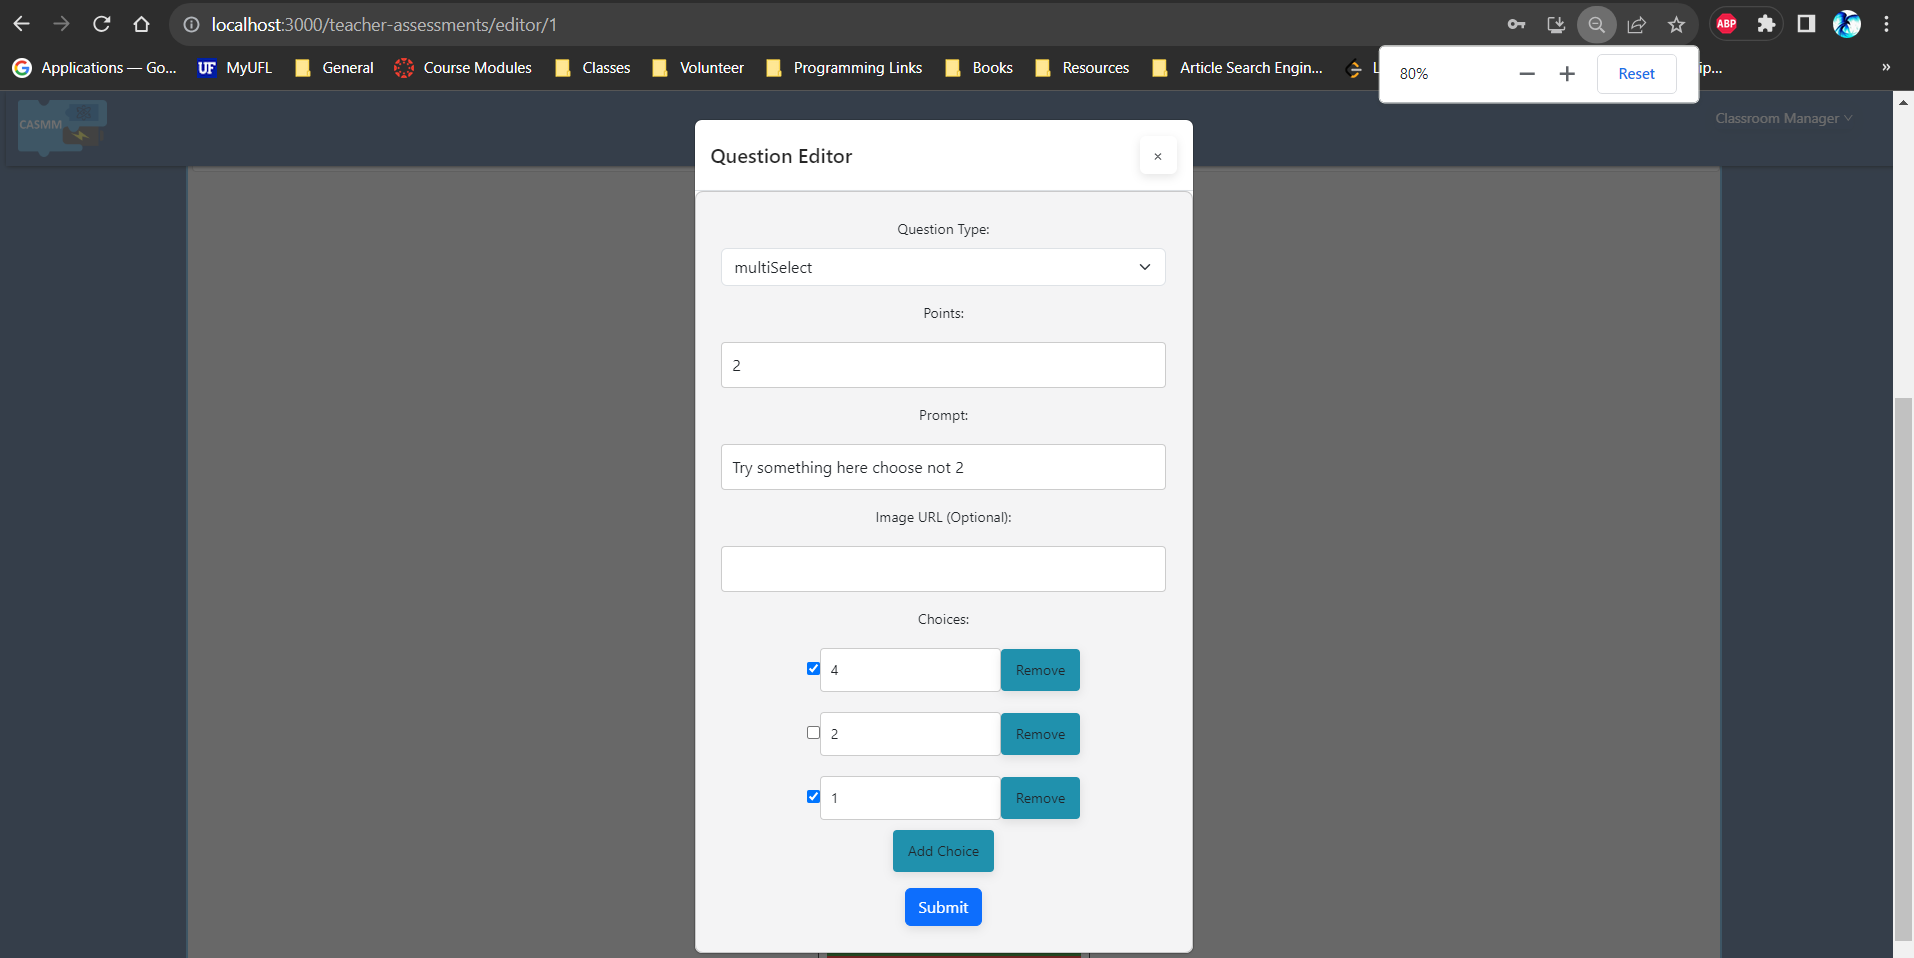 localhost:3000/teacher-assessments/editor/1
ABP
Applications — Go...
UF MyUFL
General
Course Modules
Classes
Volunteer
Programming Links
Books
Resources
Article Search Engin...
L
ip...
»
80%
Reset
CASMM
Classroom Manager
Question Editor
×
Question Type:
multiSelect
Points:
2
Prompt:
Try something here choose not 2
Image URL (Optional):
Choices:
4 Remove
2 Remove
1 Remove
Add Choice
Submit